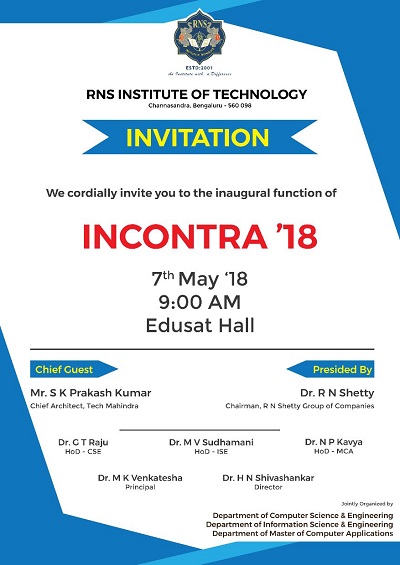 RNS
ESTD:2001
An Institute with a Difference
RNS INSTITUTE OF TECHNOLOGY
Channasandra, Bengaluru - 560 098
INVITATION
We cordially invite you to the inaugural function of
INCONTRA ’18
7th May ‘18
9:00 AM
Edusat Hall
Chief Guest
Presided By
Mr. S K Prakash Kumar
Dr. R N Shetty
Chief Architect, Tech Mahindra
Chairman, R N Shetty Group of Companies
Dr. G T Raju
Dr. M V Sudhamani
Dr. N P Kavya
HoD - CSE
HoD - ISE
HoD - MCA
Dr. M K Venkatesha
Dr. H N Shivashankar
Principal
Director
Jointly Organized by
Department of Computer Science & Engineering
Department of Information Science & Engineering
Department of Master of Computer Applications